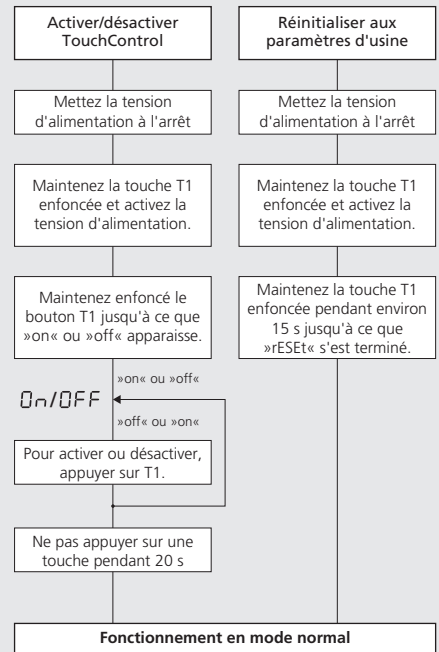 Activer/désactiver
TouchControl
Mettez la tension
d'alimentation à l'arrêt
Maintenez la touche T1
enfoncée et activez la
tension d'alimentation.
Maintenez enfoncé le
bouton T1 jusqu'à ce que
»on« ou »off« apparaisse.
»on« ou »off«
On/OFF
»off« ou »on«
Pour activer ou désactiver,
appuyer sur T1.
Ne pas appuyer sur une
touche pendant 20 s
Réinitialiser aux
paramètres d'usine
Mettez la tension
d'alimentation à l'arrêt
Maintenez la touche T1
enfoncée et activez la
tension d'alimentation.
Maintenez la touche T1
enfoncée pendant environ
15 s jusqu'à ce que
»rESEt« s'est terminé.
Fonctionnement en mode normal